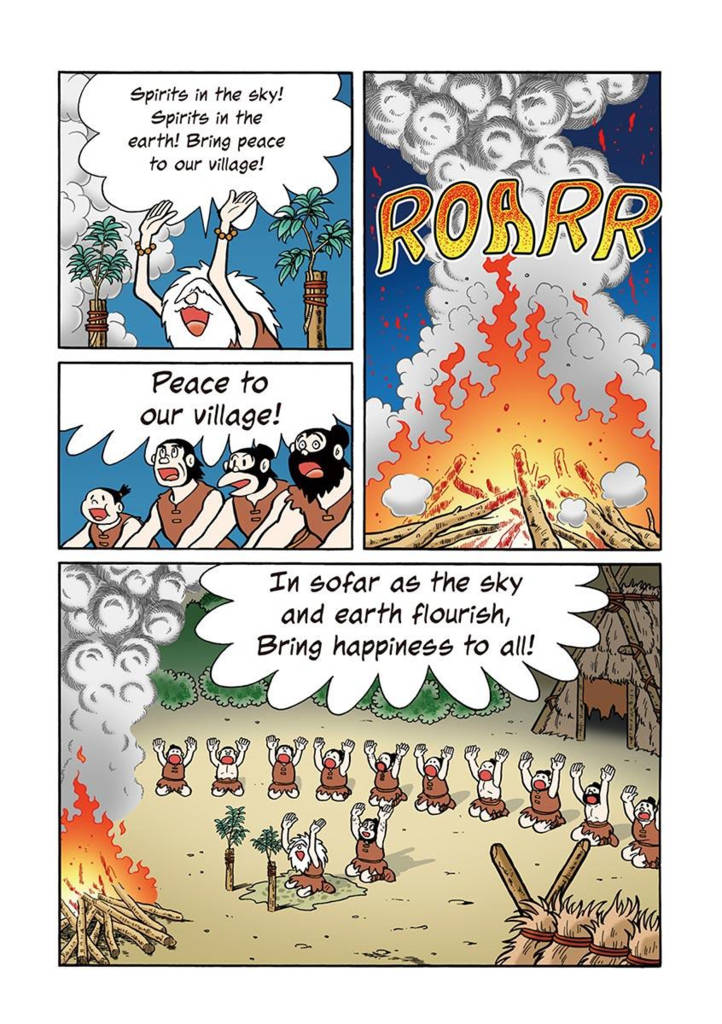 Spirits in the sky!
Spirits in the
earth! Bring peace
to our village!
ROARR
Peace to
our village!
In sofar as the sky
and earth flourish,
Bring happiness to all!